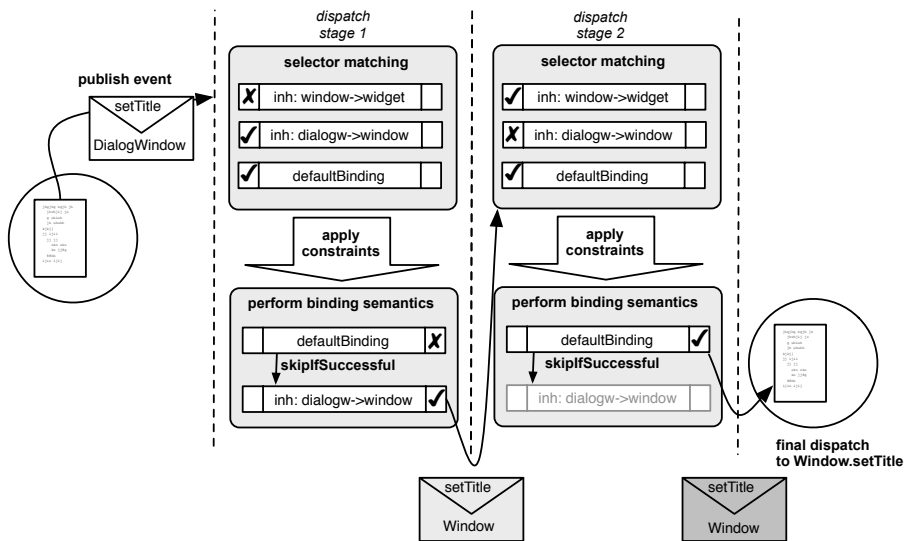 dispatch
stage 1
dispatch
stage 2
publish event
setTitle
DialogWindow
selector matching
✗ inh: window->widget
✓ inh: dialogw->window
✓ defaultBinding
apply
constraints
perform binding semantics
defaultBinding ✗
skipIfSuccessful
inh: dialogw->window ✓
selector matching
✓ inh: window->widget
✗ inh: dialogw->window
✓ defaultBinding
apply
constraints
perform binding semantics
defaultBinding ✓
skipIfSuccessful
inh: dialogw->window
final dispatch
to Window.setTitle
setTitle
Window
setTitle
Window